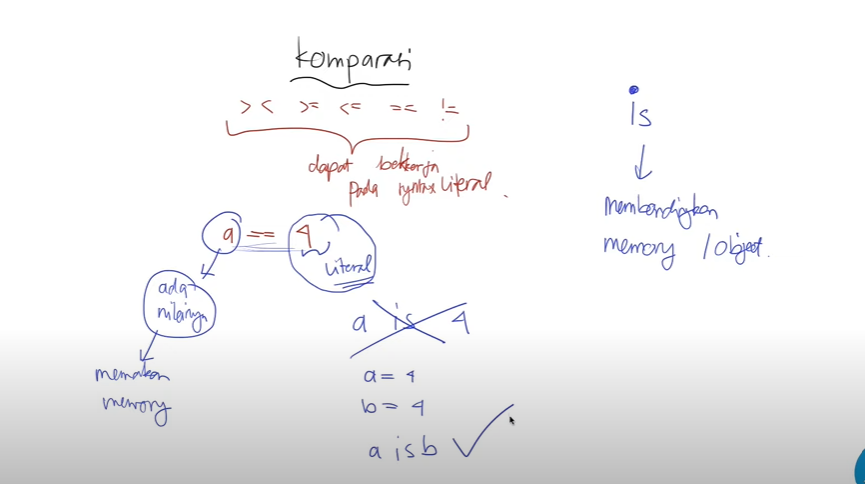 komparasi
> < >= <= == !=
dapat bekerja
pada syntax literal.
a == 4
literal
ada
nilainya
memakan
memory
a is 4
a = 4
b = 4
a is b ✓
is
membandingkan
memory / object.